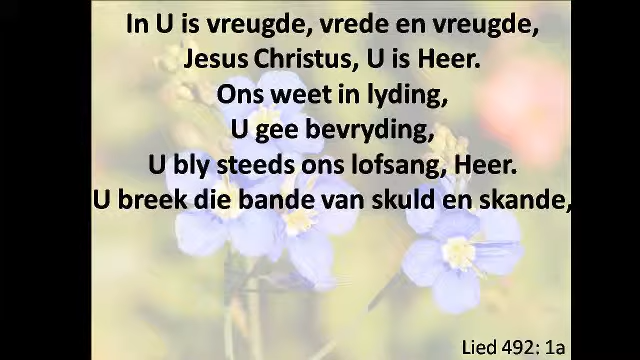 In U is vreugde, vrede en vreugde,
Jesus Christus, U is Heer.
Ons weet in lyding,
U gee bevryding,
U bly steeds ons lofsang, Heer.
U breek die bande van skuld en skande,
Lied 492: 1a